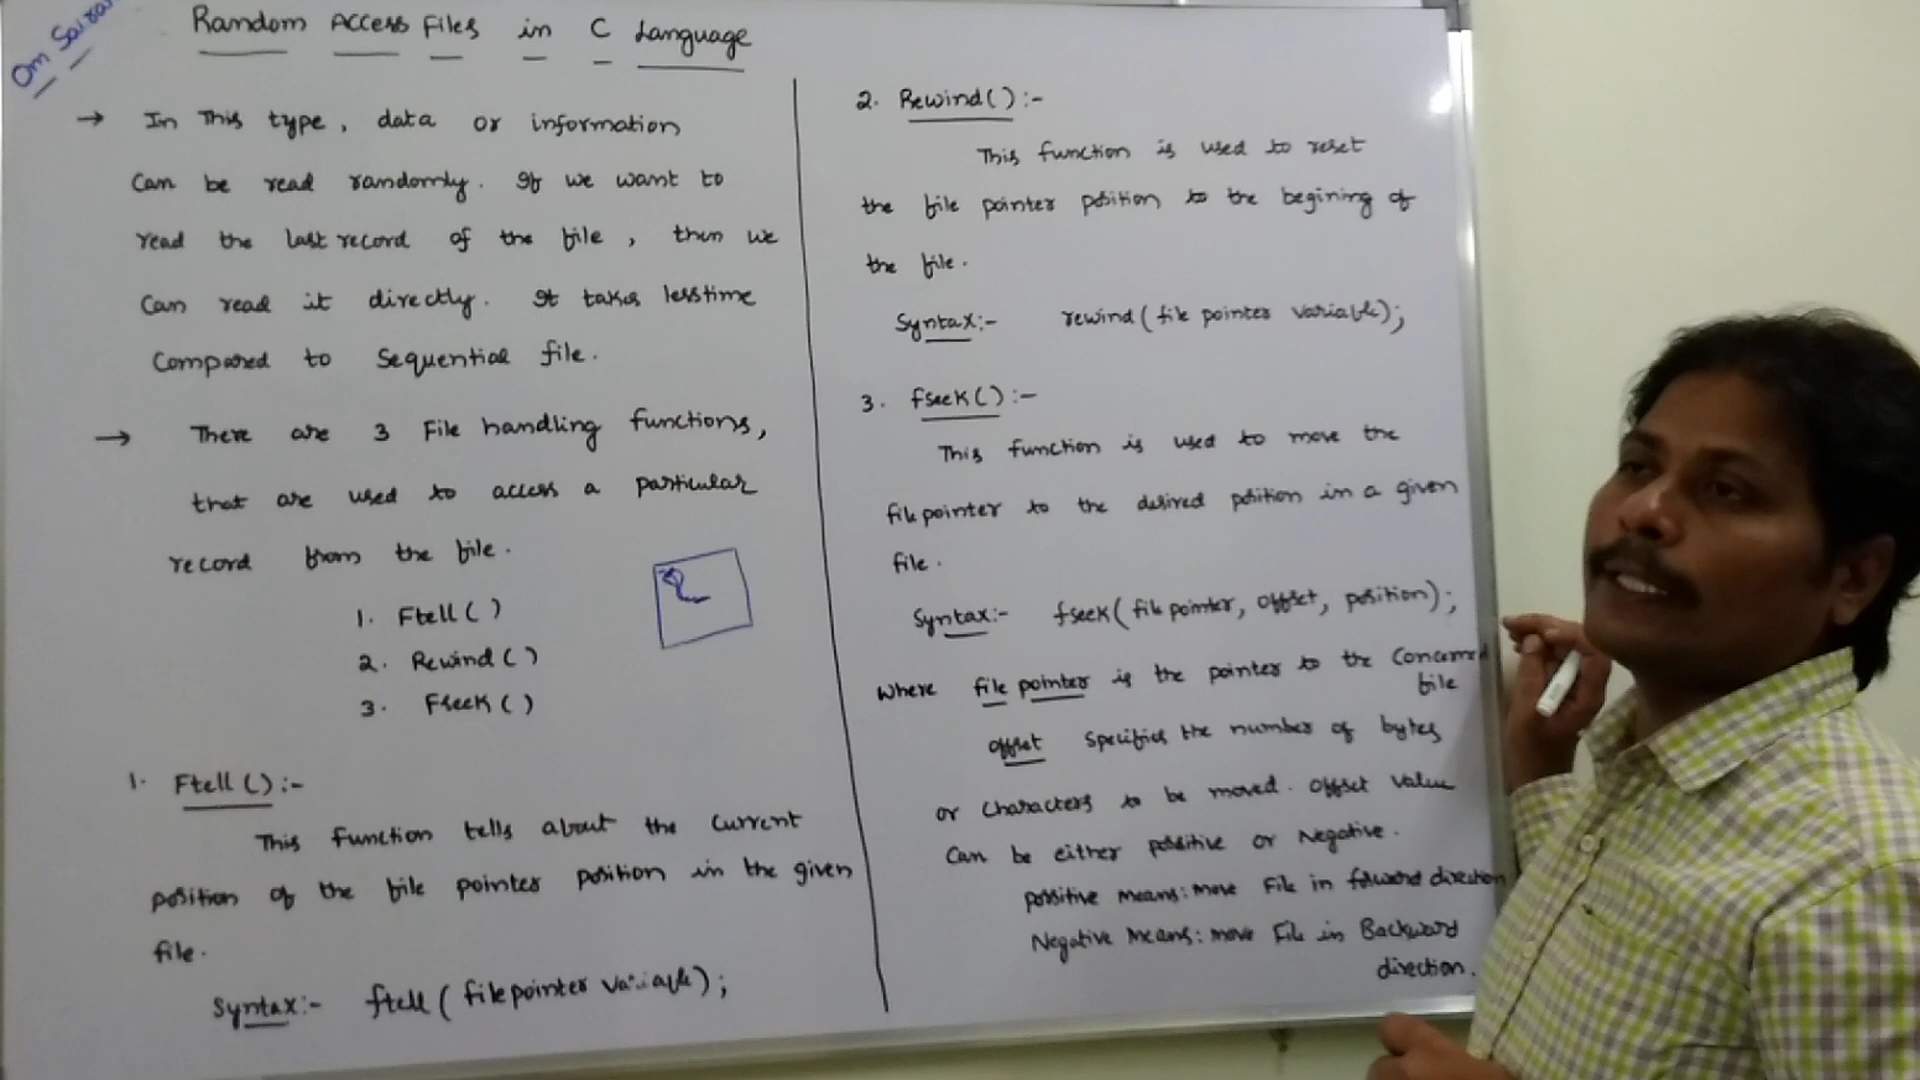 Om Sairam
Random Access Files in C Language
→ In This type, data or information
Can be read randomly. If we want to
read the last record of the file, then we
Can read it directly. It takes lesstime
Compared to Sequential file.
→ There are 3 File handling functions,
that are used to access a particular
record from the file.
1. Ftell ( )
2. Rewind ( )
3. Fseek ( )
1. Ftell ( ) :-
This function tells about the Current
position of the file pointer position in the given
file.
Syntax:- ftell ( filepointer variable);
2. Rewind( ) :-
This function is used to reset
the file pointer position to the begining of
the file.
Syntax:- rewind( file pointer variable);
3. fseek( ) :-
This function is used to move the
filepointer to the desired position in a given
file.
Syntax:- fseek( file pointer, offset, position);
Where file pointer is the pointer to the Concerned
file
offset Specifies the number of bytes
or Characters to be moved. Offset value
Can be either positive or Negative.
positive means: move File in forward direction
Negative Means: move File in Backward
direction.